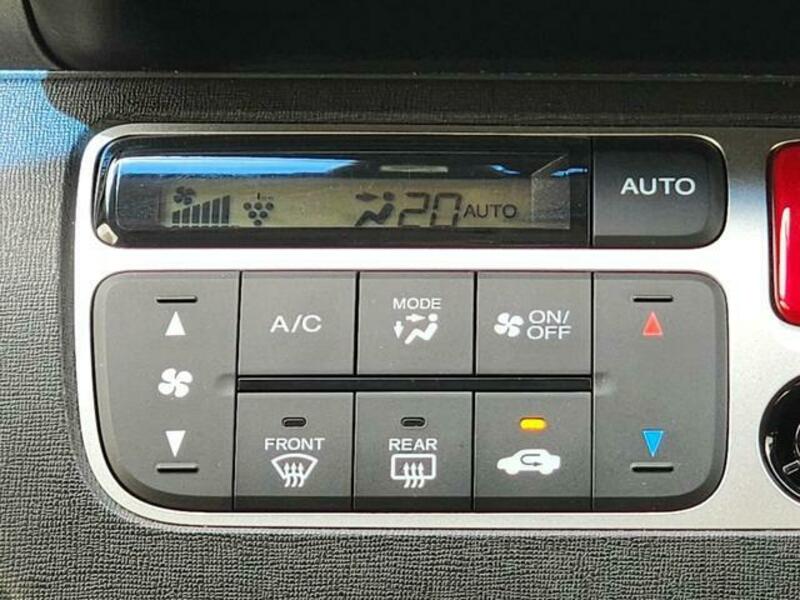 20 AUTO
AUTO
A/C
MODE
ON/
OFF
FRONT
REAR